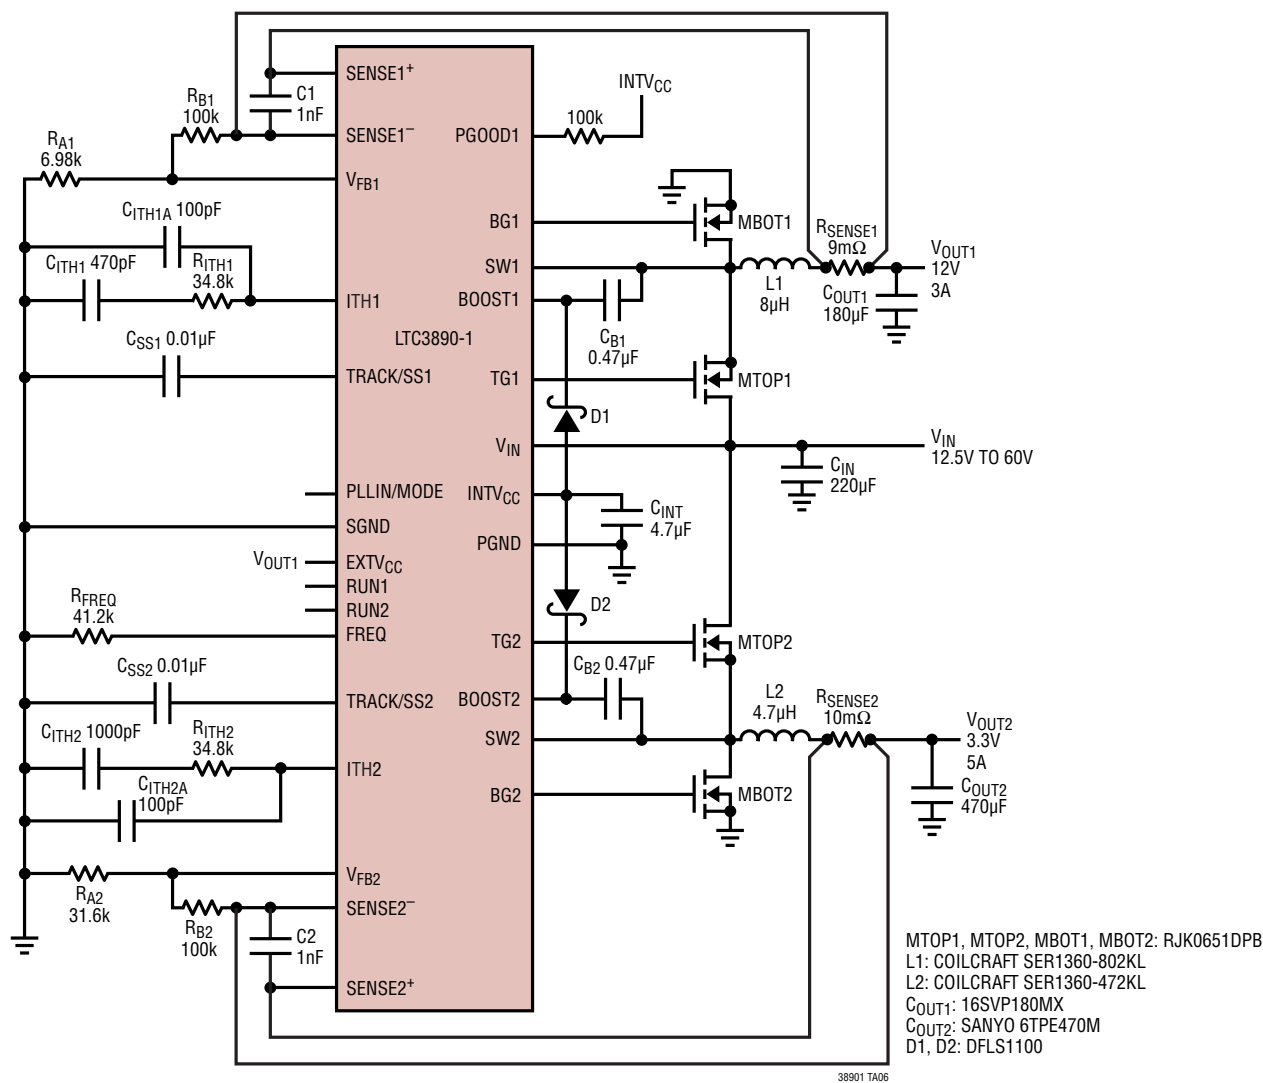 SENSE1+
C1
1nF
RB1
100k
SENSE1–
RA1
6.98k
VFB1
CITH1A 100pF
CITH1 470pF
RITH1
34.8k
ITH1
CSS1 0.01µF
TRACK/SS1
LTC3890-1
PLLIN/MODE
SGND
VOUT1
EXTVCC
RUN1
RUN2
RFREQ
41.2k
FREQ
CSS2 0.01µF
TRACK/SS2
CITH2 1000pF
RITH2
34.8k
ITH2
CITH2A
100pF
VFB2
RA2
31.6k
SENSE2–
RB2
100k
C2
1nF
SENSE2+
INTVCC
100k
PGOOD1
BG1
MBOT1
SW1
RSENSE1
9mΩ
VOUT1
12V
3A
L1
8µH
COUT1
180µF
BOOST1
CB1
0.47µF
TG1
MTOP1
D1
VIN
VIN
12.5V TO 60V
CIN
220µF
INTVCC
CINT
4.7µF
PGND
D2
TG2
MTOP2
CB2 0.47µF
BOOST2
L2
4.7µH
RSENSE2
10mΩ
SW2
VOUT2
3.3V
5A
BG2
MBOT2
COUT2
470µF
MTOP1, MTOP2, MBOT1, MBOT2: RJK0651DPB
L1: COILCRAFT SER1360-802KL
L2: COILCRAFT SER1360-472KL
COUT1: 16SVP180MX
COUT2: SANYO 6TPE470M
D1, D2: DFLS1100
38901 TA06